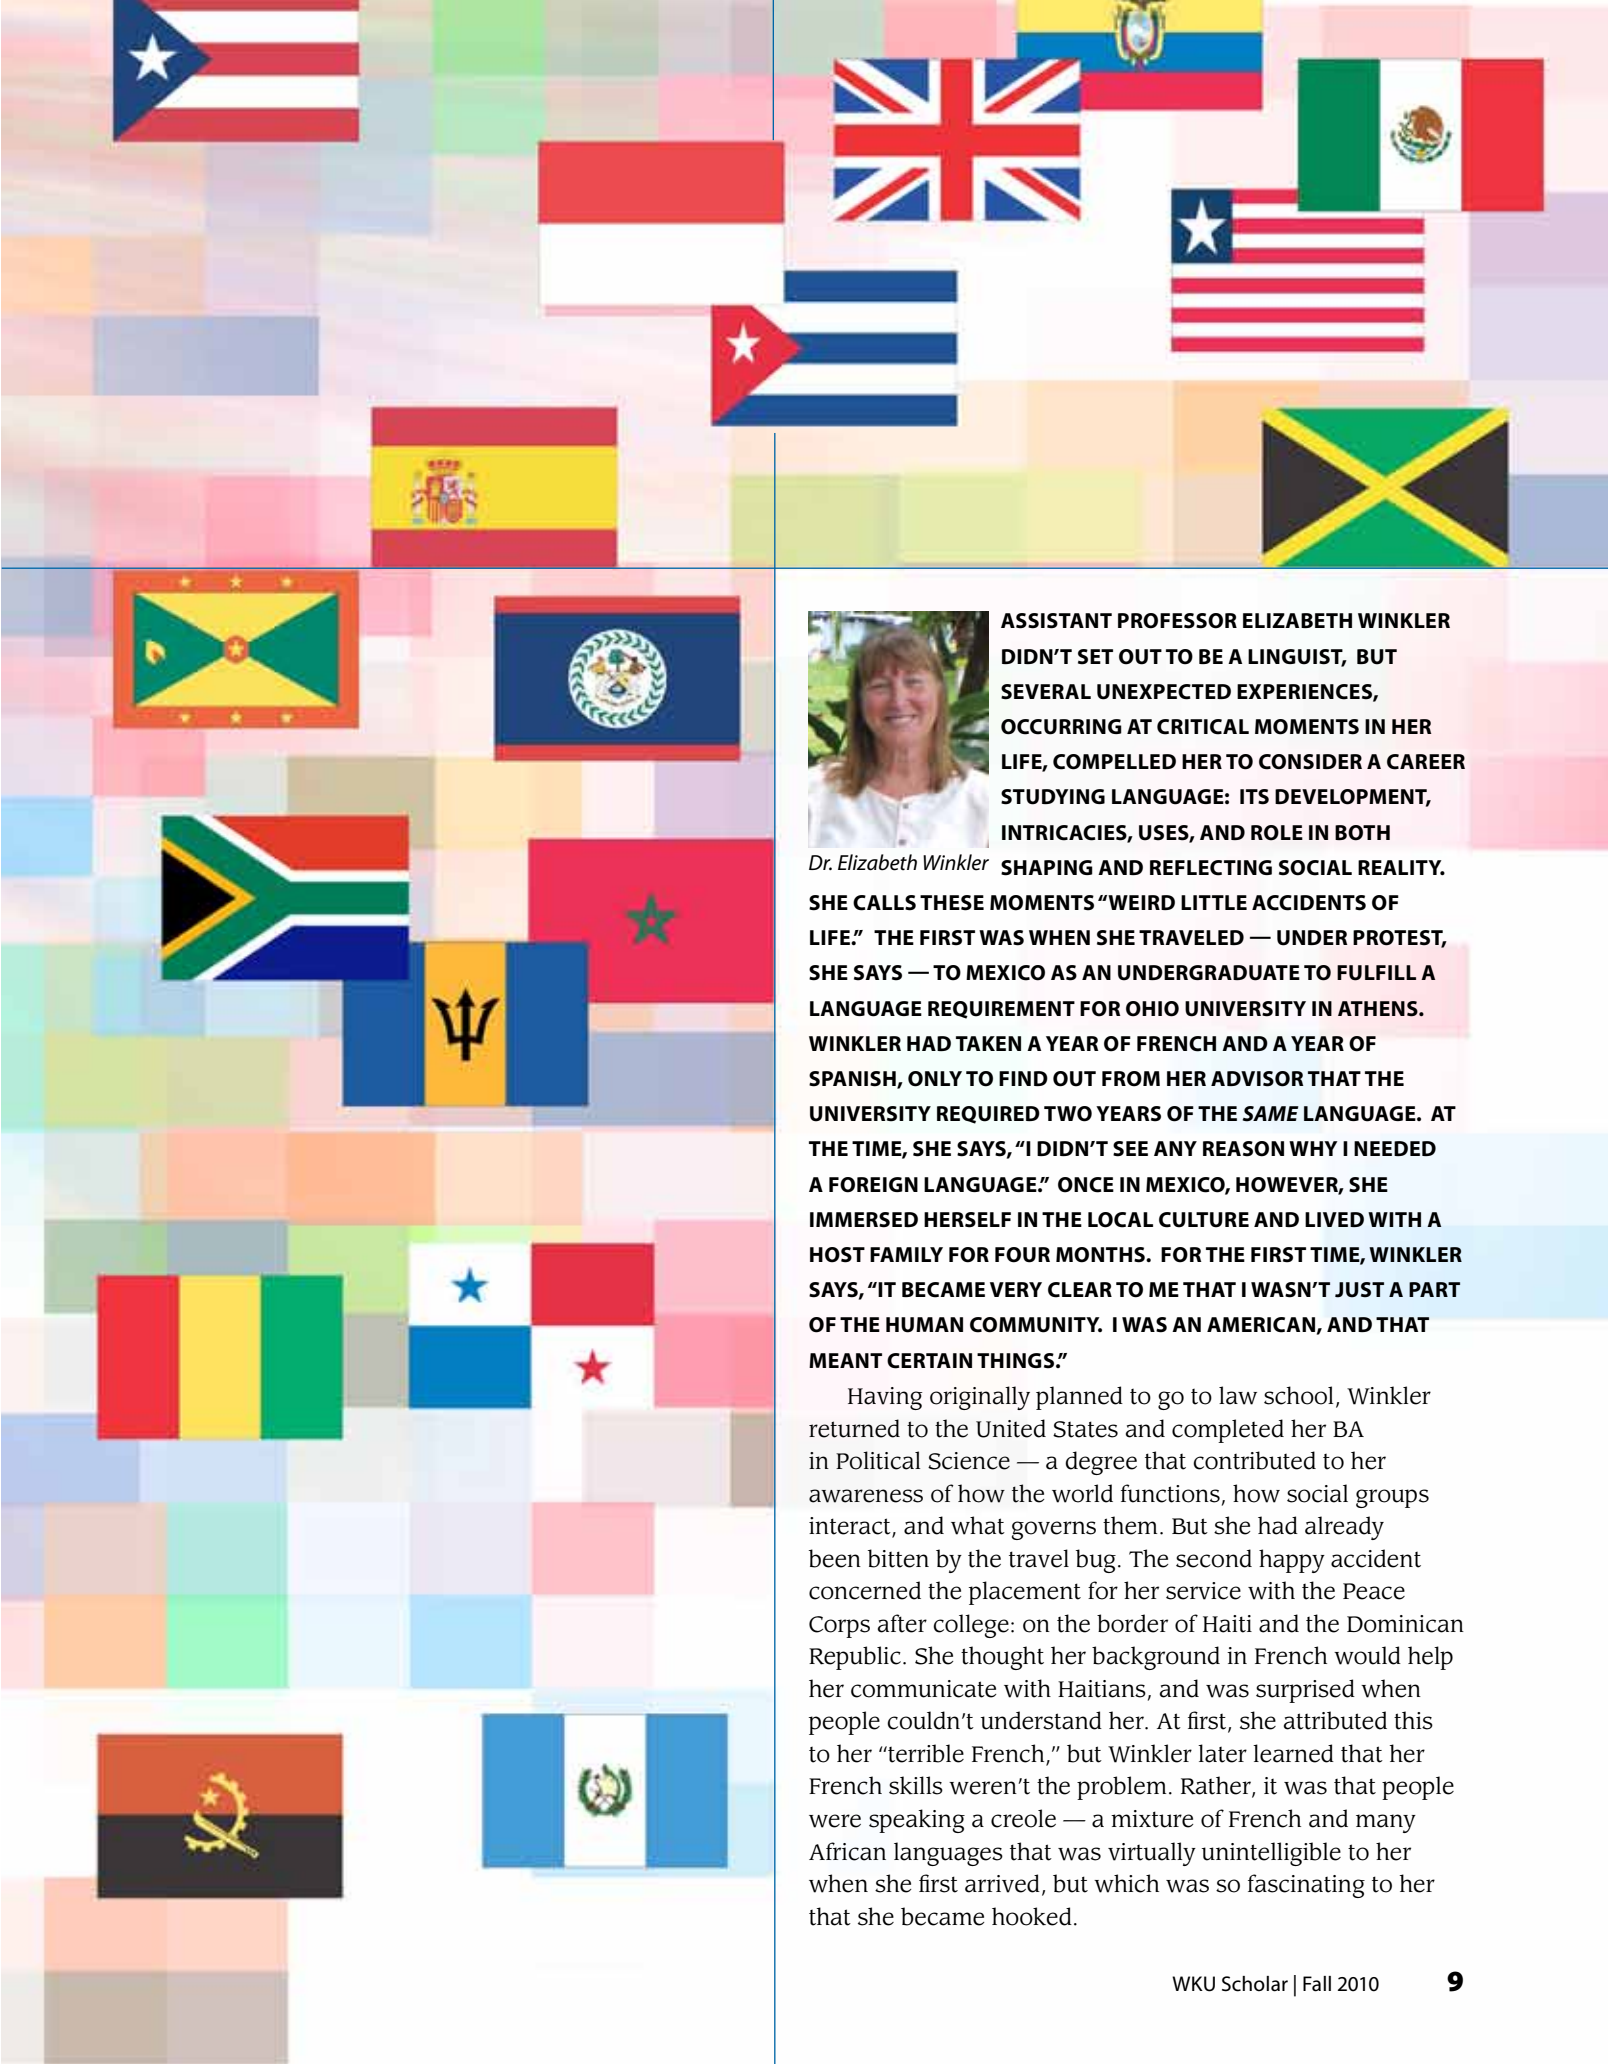 ASSISTANT PROFESSOR ELIZABETH WINKLER
DIDN’T SET OUT TO BE A LINGUIST,  BUT
SEVERAL UNEXPECTED EXPERIENCES,
OCCURRING AT CRITICAL MOMENTS IN HER
LIFE, COMPELLED HER TO CONSIDER A CAREER
STUDYING LANGUAGE:  ITS DEVELOPMENT,
INTRICACIES, USES, AND ROLE IN BOTH
Dr. Elizabeth Winkler
SHAPING AND REFLECTING SOCIAL REALITY.
SHE CALLS THESE MOMENTS “WEIRD LITTLE ACCIDENTS OF
LIFE.”  THE FIRST WAS WHEN SHE TRAVELED — UNDER PROTEST,
SHE SAYS — TO MEXICO AS AN UNDERGRADUATE TO FULFILL A
LANGUAGE REQUIREMENT FOR OHIO UNIVERSITY IN ATHENS.
WINKLER HAD TAKEN A YEAR OF FRENCH AND A YEAR OF
SPANISH, ONLY TO FIND OUT FROM HER ADVISOR THAT THE
UNIVERSITY REQUIRED TWO YEARS OF THE SAME LANGUAGE.  AT
THE TIME, SHE SAYS, “I DIDN’T SEE ANY REASON WHY I NEEDED
A FOREIGN LANGUAGE.”  ONCE IN MEXICO, HOWEVER, SHE
IMMERSED HERSELF IN THE LOCAL CULTURE AND LIVED WITH A
HOST FAMILY FOR FOUR MONTHS.  FOR THE FIRST TIME, WINKLER
SAYS, “IT BECAME VERY CLEAR TO ME THAT I WASN’T JUST A PART
OF THE HUMAN COMMUNITY.  I WAS AN AMERICAN, AND THAT
MEANT CERTAIN THINGS.”
Having originally planned to go to law school, Winkler
returned to the United States and completed her BA
in Political Science — a degree that contributed to her
awareness of how the world functions, how social groups
interact, and what governs them. But she had already
been bitten by the travel bug. The second happy accident
concerned the placement for her service with the Peace
Corps after college: on the border of Haiti and the Dominican
Republic. She thought her background in French would help
her communicate with Haitians, and was surprised when
people couldn’t understand her. At first, she attributed this
to her “terrible French,” but Winkler later learned that her
French skills weren’t the problem. Rather, it was that people
were speaking a creole — a mixture of French and many
African languages that was virtually unintelligible to her
when she first arrived, but which was so fascinating to her
that she became hooked.
WKU Scholar | Fall 2010 9